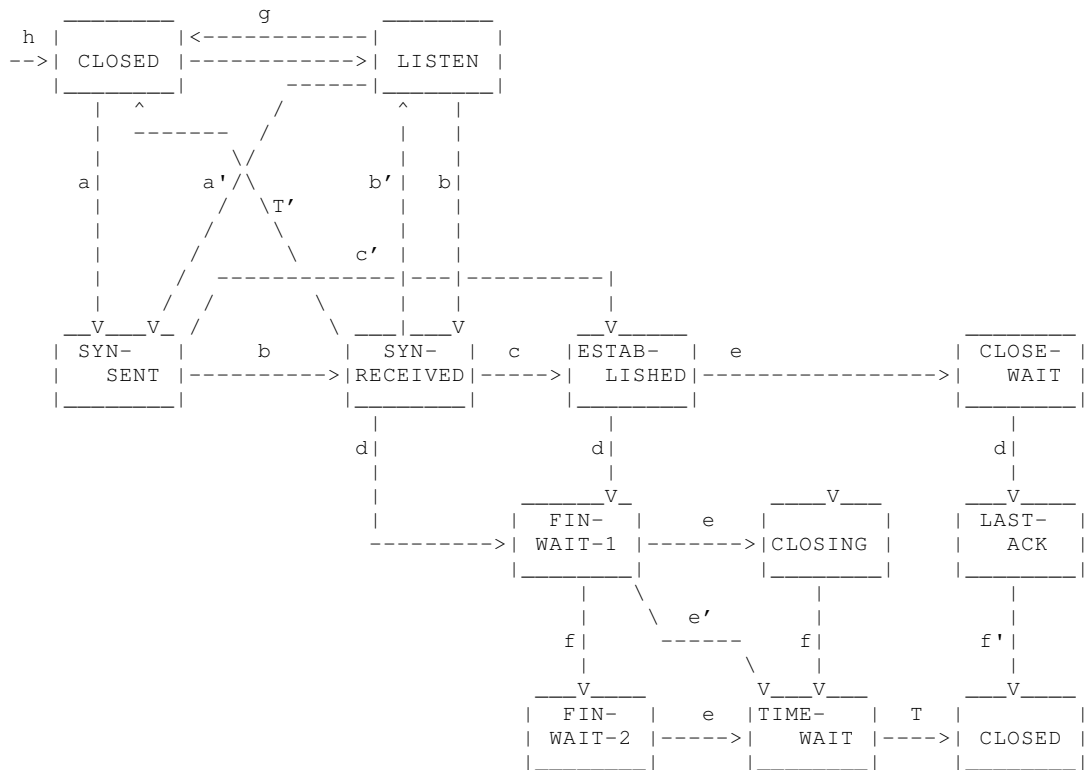 g
h
CLOSED LISTEN
a a' b’ b
T’
c’
SYN- b SYN- c ESTAB- e CLOSE-
SENT RECEIVED LISHED WAIT
d d d
FIN- e LAST-
WAIT-1 CLOSING ACK
e’
f f f'
FIN- e TIME- T
WAIT-2 WAIT CLOSED